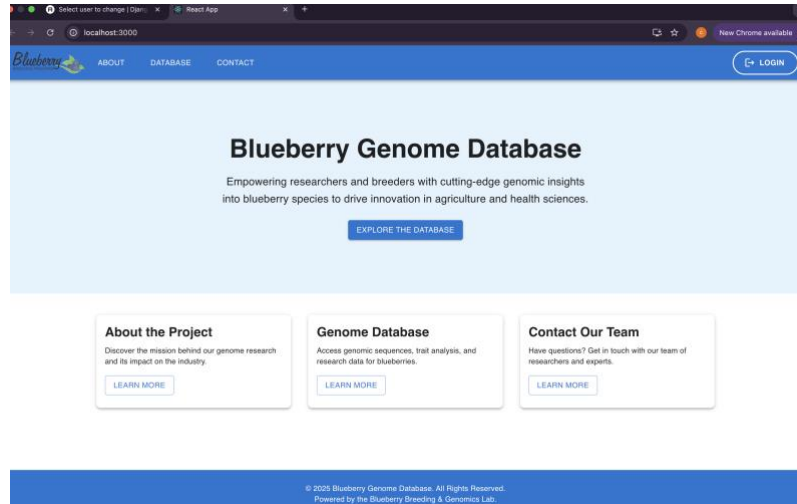 Select user to change | Djan
React App
localhost:3000
New Chrome available
Blueberry
ABOUT
DATABASE
CONTACT
LOGIN
Blueberry Genome Database
Empowering researchers and breeders with cutting-edge genomic insights
into blueberry species to drive innovation in agriculture and health sciences.
EXPLORE THE DATABASE
About the Project
Discover the mission behind our genome research
and its impact on the industry.
LEARN MORE
Genome Database
Access genomic sequences, trait analysis, and
research data for blueberries.
LEARN MORE
Contact Our Team
Have questions? Get in touch with our team of
researchers and experts.
LEARN MORE
© 2025 Blueberry Genome Database. All Rights Reserved.
Powered by the Blueberry Breeding & Genomics Lab.